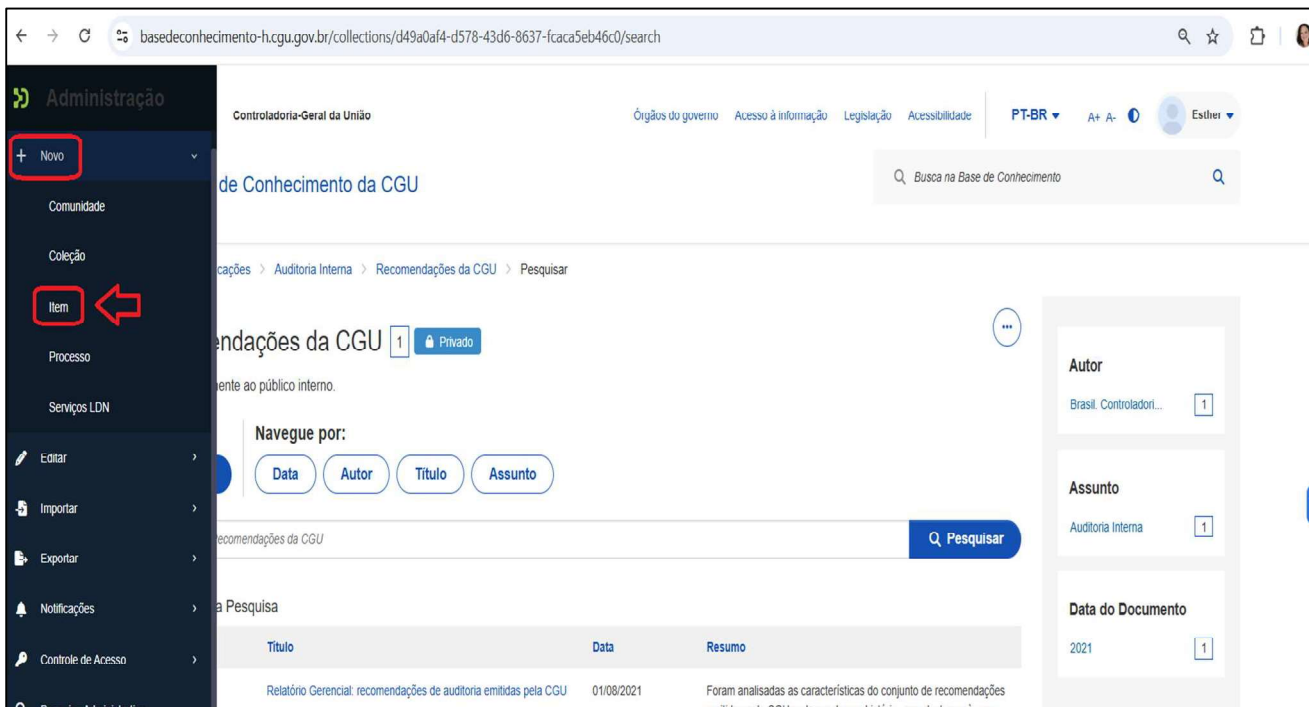 basedeconhecimento-h.cgu.gov.br/collections/d49a0af4-d578-43d6-8637-fcaca5eb46c0/search
Administração
Novo
Comunidade
Coleção
Item
Processo
Serviços LDN
Editar
Importar
Exportar
Notificações
Controle de Acesso
Controladoria-Geral da União
Órgãos do governo Acesso à informação Legislação Acessibilidade PT-BR A+ A- Esther
de Conhecimento da CGU
Busca na Base de Conhecimento
cações > Auditoria Interna > Recomendações da CGU > Pesquisar
endações da CGU 1 Privado
ente ao público interno.
Navegue por:
Data Autor Título Assunto
ecomendações da CGU
Pesquisar
a Pesquisa
Título Data Resumo
Relatório Gerencial: recomendações de auditoria emitidas pela CGU 01/08/2021 Foram analisadas as características do conjunto de recomendações
Autor
Brasil. Controladori... 1
Assunto
Auditoria Interna 1
Data do Documento
2021 1